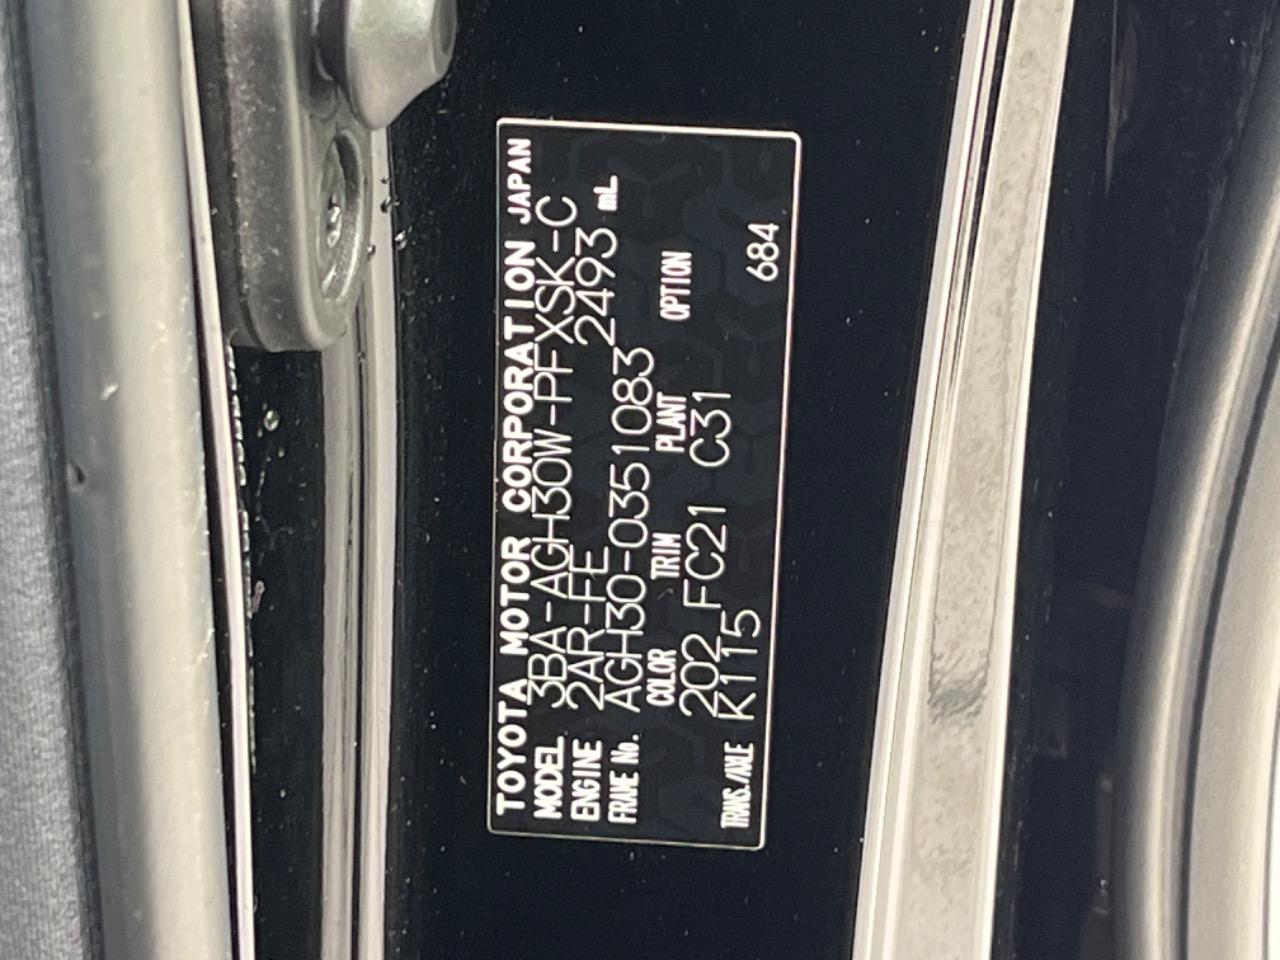 TOYOTA MOTOR CORPORATION JAPAN
MODEL 3BA-AGH30W-PFXSK-C
ENGINE 2AR-FE 2493 mL
FRAME No. AGH30-0351083
COLOR TRIM PLANT OPTION
202 FC21 C31
TRANS./AXLE K115 684